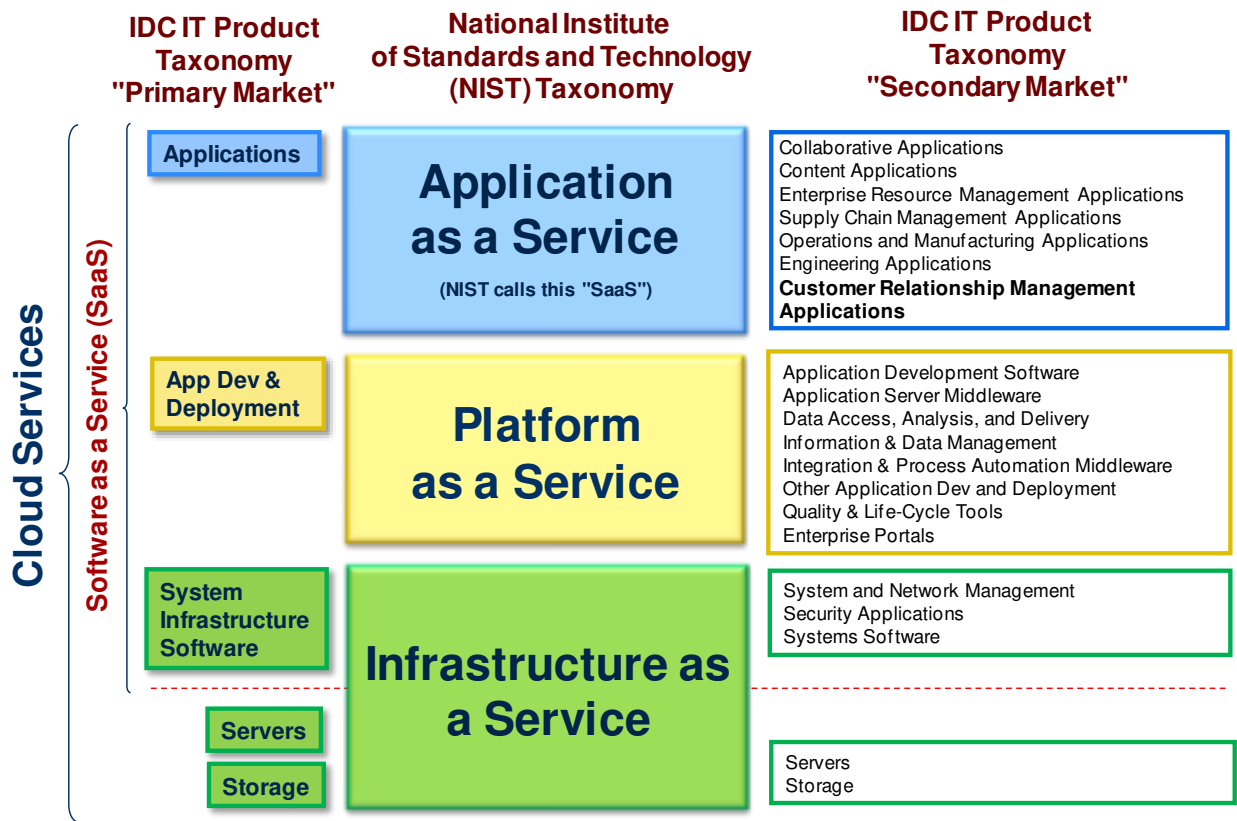 IDC IT Product
Taxonomy
"Primary Market"
National Institute
of Standards and Technology
(NIST) Taxonomy
IDC IT Product
Taxonomy
"Secondary Market"
Cloud Services
Software as a Service (SaaS)
Applications
Application
as a Service
(NIST calls this "SaaS")
Collaborative Applications
Content Applications
Enterprise Resource Management Applications
Supply Chain Management Applications
Operations and Manufacturing Applications
Engineering Applications
Customer Relationship Management
Applications
App Dev &
Deployment
Platform
as a Service
Application Development Software
Application Server Middleware
Data Access, Analysis, and Delivery
Information & Data Management
Integration & Process Automation Middleware
Other Application Dev and Deployment
Quality & Life-Cycle Tools
Enterprise Portals
System
Infrastructure
Software
Infrastructure as
a Service
System and Network Management
Security Applications
Systems Software
Servers
Storage
Servers
Storage